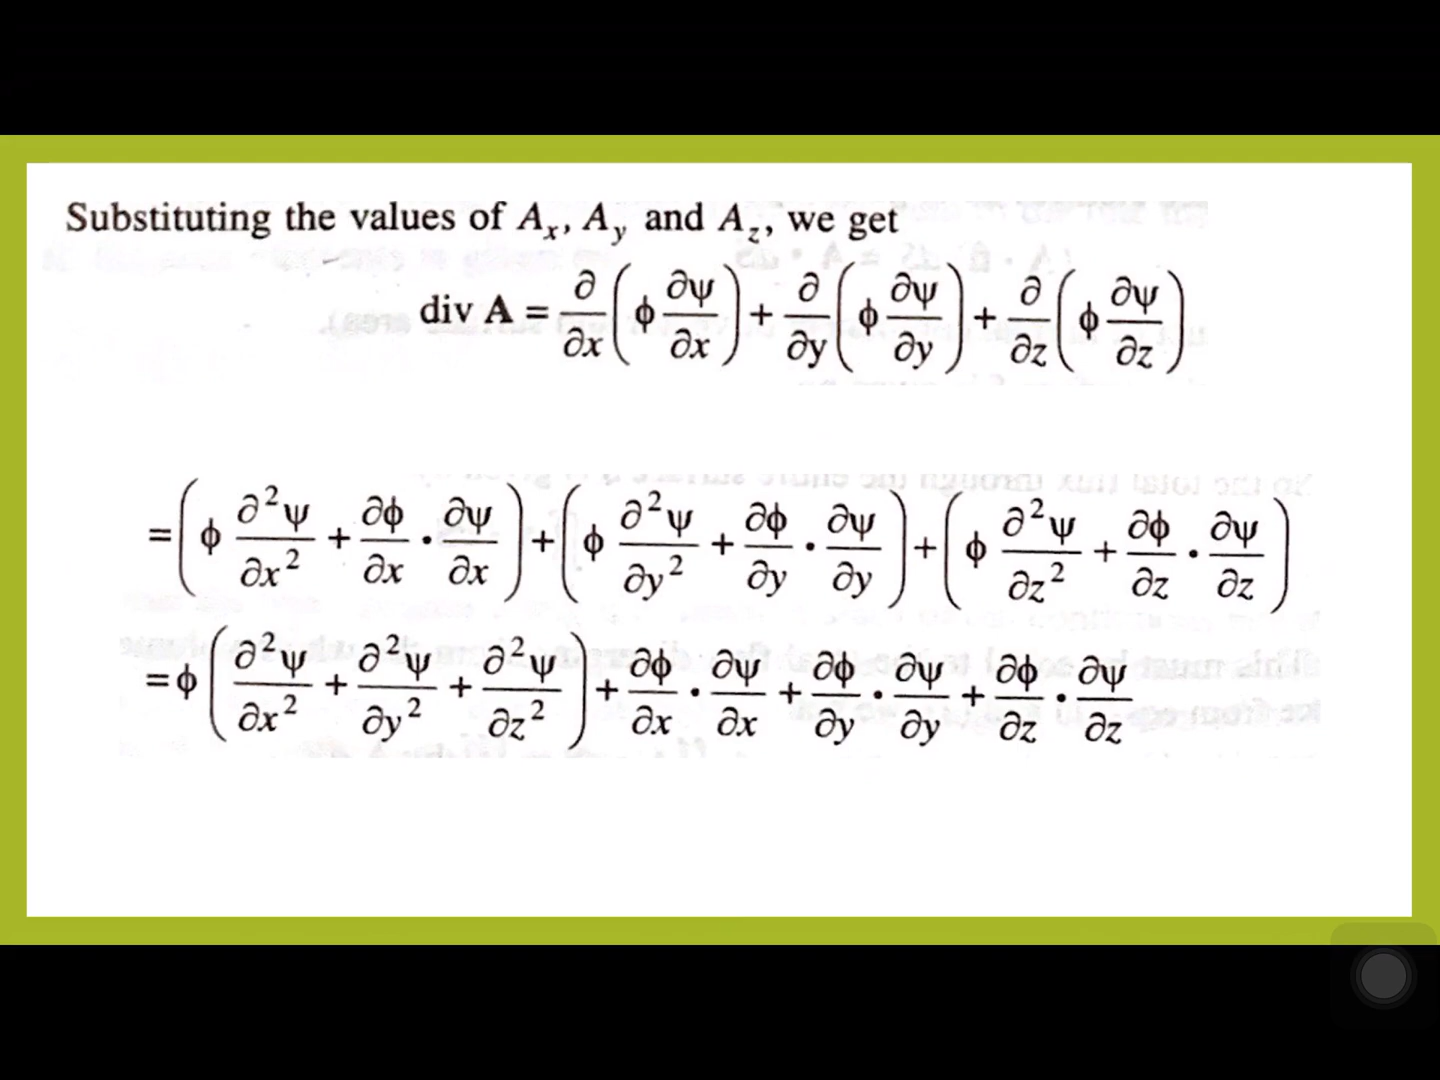 Substituting the values of Aₓ, A_y and A_z, we get
div A = ∂/∂x (ϕ ∂ψ/∂x) + ∂/∂y (ϕ ∂ψ/∂y) + ∂/∂z (ϕ ∂ψ/∂z)
= (ϕ ∂²ψ/∂x² + ∂ϕ/∂x · ∂ψ/∂x) + (ϕ ∂²ψ/∂y² + ∂ϕ/∂y · ∂ψ/∂y) + (ϕ ∂²ψ/∂z² + ∂ϕ/∂z · ∂ψ/∂z)
= ϕ (∂²ψ/∂x² + ∂²ψ/∂y² + ∂²ψ/∂z²) + ∂ϕ/∂x · ∂ψ/∂x + ∂ϕ/∂y · ∂ψ/∂y + ∂ϕ/∂z · ∂ψ/∂z